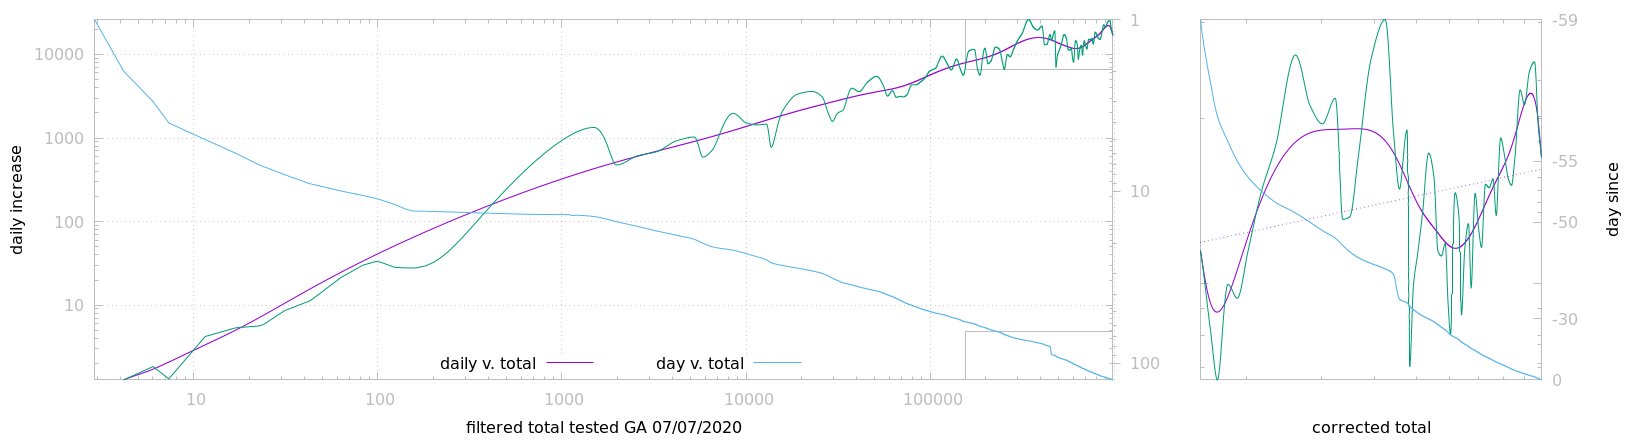 daily increase
10000
1000
100
10
daily v. total
day v. total
10
100
1000
10000
100000
filtered total tested GA 07/07/2020
1
10
100
-59
-55
-50
-30
0
day since
corrected total